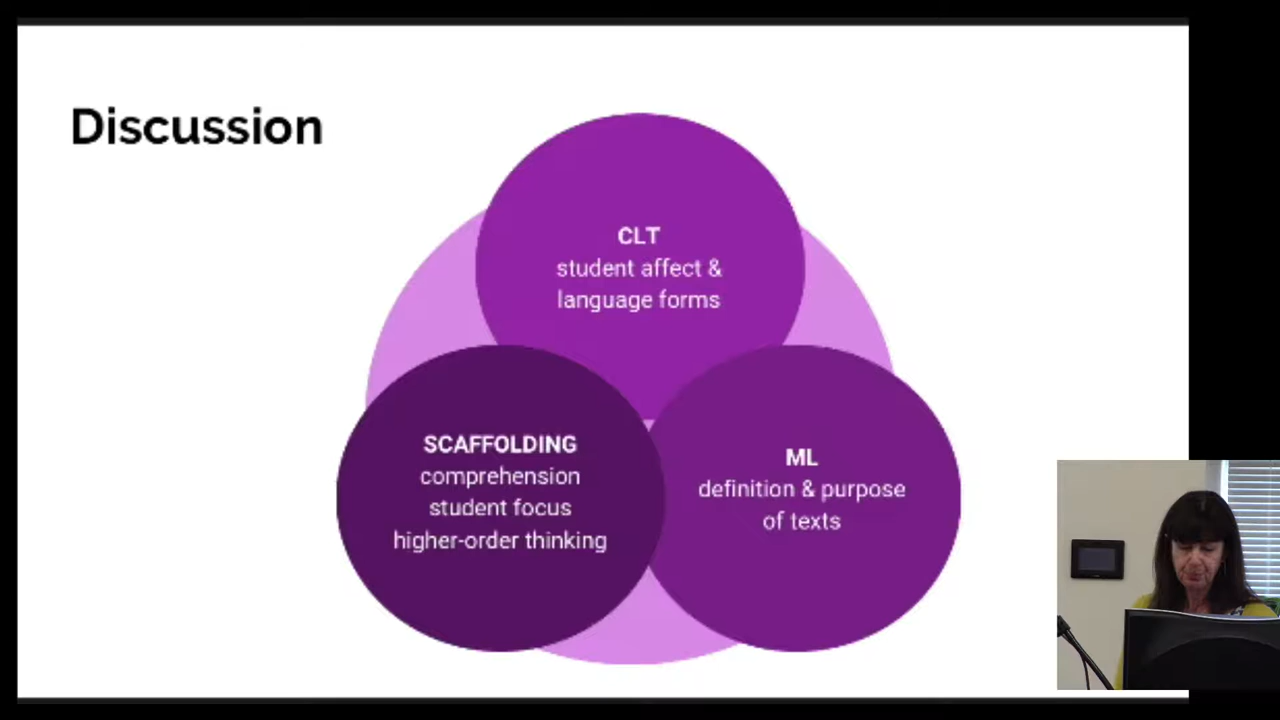 Discussion
CLT
student affect &
language forms
SCAFFOLDING
comprehension
student focus
higher-order thinking
ML
definition & purpose
of texts